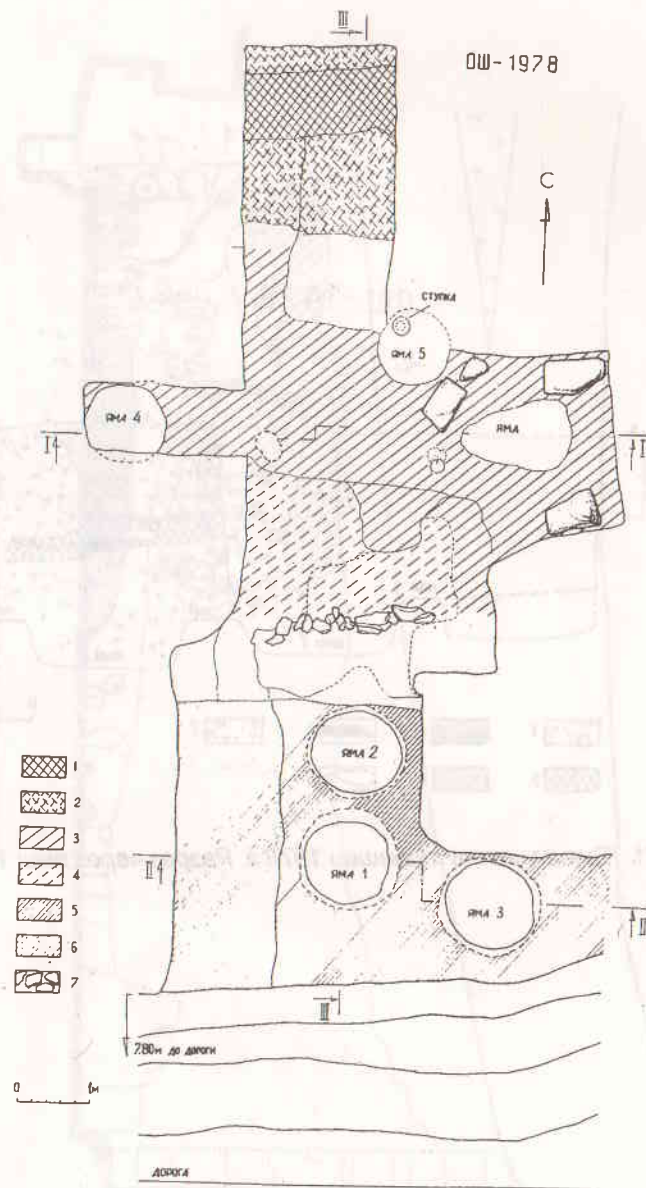 III
ОШ-1978
С
СТУПКА
ЯМА 5
ЯМА 4
ЯМА
I
I
ЯМА 2
1
2
3
4
5
6
7
ЯМА 1
II
ЯМА 3
II
III
7.80м до дороги
0 1м
ДОРОГА